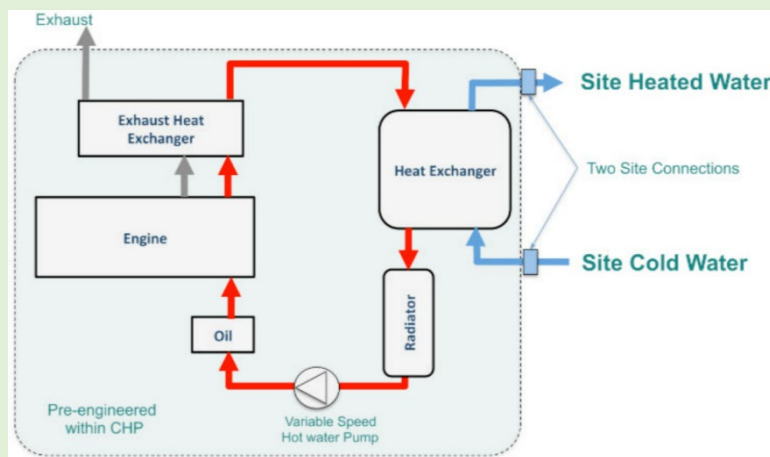 Exhaust
Site Heated Water
Exhaust Heat
Exchanger
Heat Exchanger
Two Site Connections
Engine
Site Cold Water
Radiator
Oil
Pre-engineered
within CHP
Variable Speed
Hot water Pump